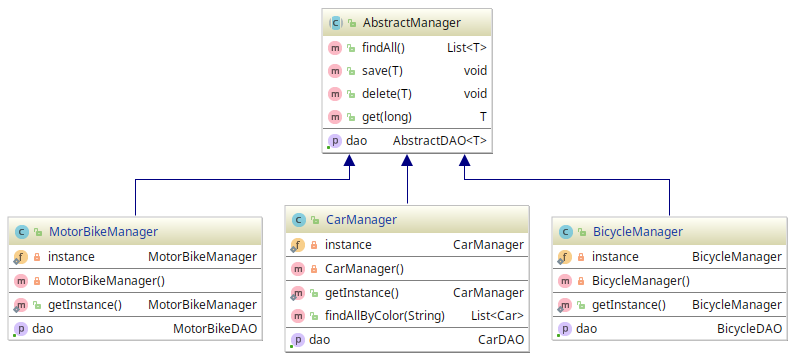 C AbstractManager
m findAll() List<T>
m save(T) void
m delete(T) void
m get(long) T
p dao AbstractDAO<T>
C MotorBikeManager
f instance MotorBikeManager
m MotorBikeManager()
m getInstance() MotorBikeManager
p dao MotorBikeDAO
C CarManager
f instance CarManager
m CarManager()
m getInstance() CarManager
m findAllByColor(String) List<Car>
p dao CarDAO
C BicycleManager
f instance BicycleManager
m BicycleManager()
m getInstance() BicycleManager
p dao BicycleDAO